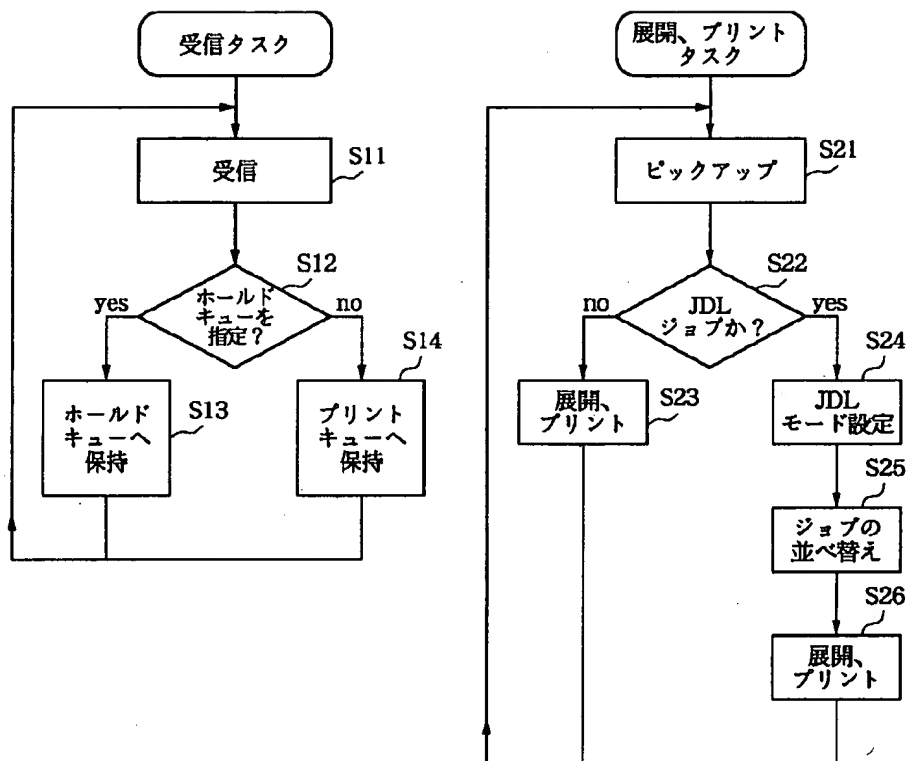 受信タスク
受信
S11
S12
ホールド
キューを
指定？
yes
no
S13
ホールド
キューへ
保持
S14
プリント
キューへ
保持
展開、プリント
タスク
ピックアップ
S21
S22
JDL
ジョブか？
no
yes
展開、
プリント
S23
S24
JDL
モード設定
S25
ジョブの
並べ替え
S26
展開、
プリント